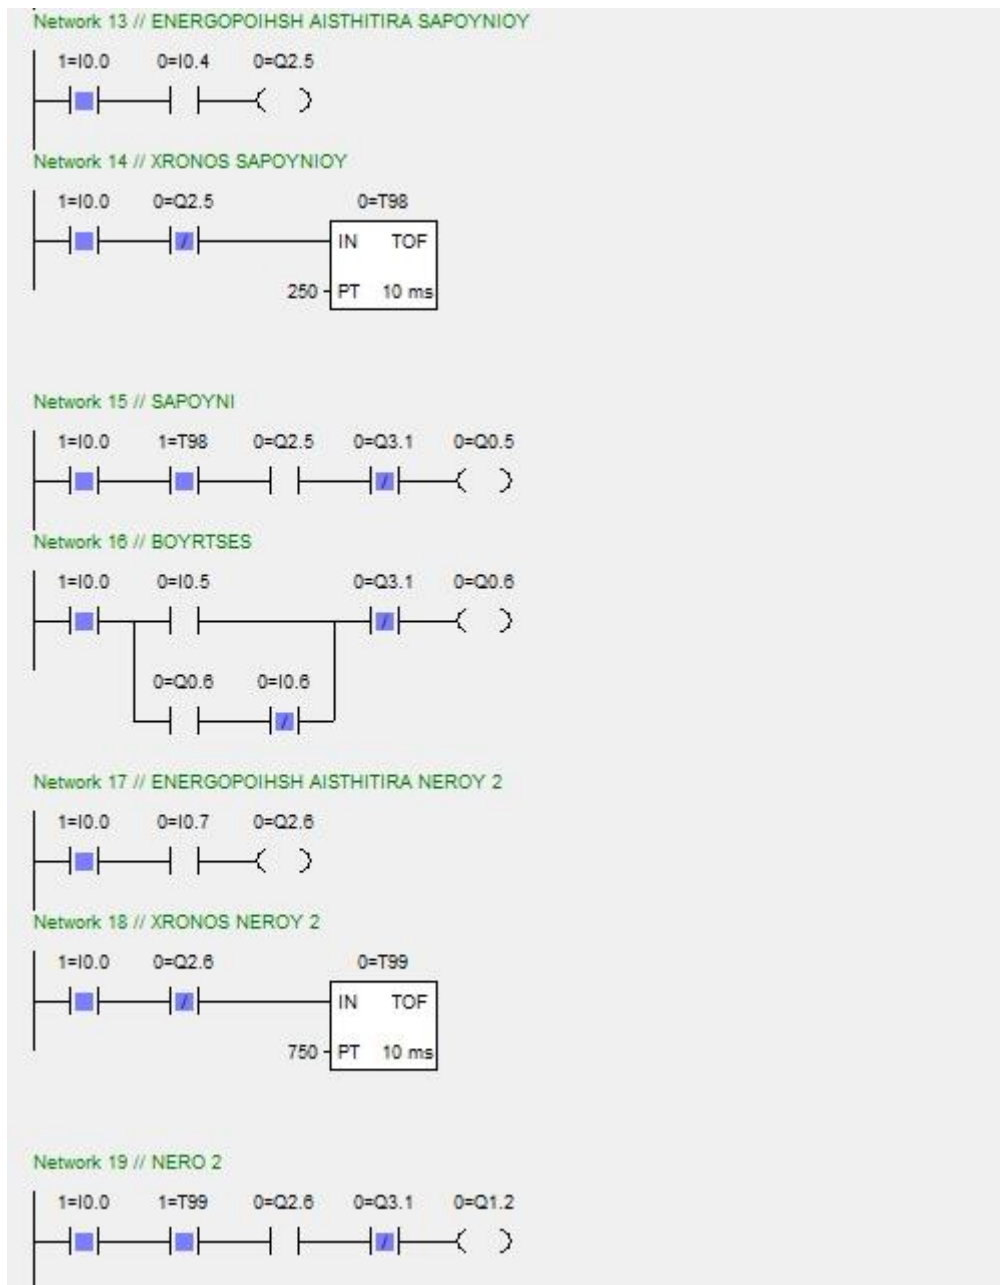 Network 13 // ENERGOPOIHSH AISTHITIRA SAPOYNIOY
1=I0.0 0=I0.4 0=Q2.5
Network 14 // XRONOS SAPOYNIOY
1=I0.0 0=Q2.5 0=T98
/ IN TOF
250 PT 10 ms
Network 15 // SAPOYNI
1=I0.0 1=T98 0=Q2.5 0=Q3.1 0=Q0.5
/
Network 16 // BOYRTSES
1=I0.0 0=I0.5 0=Q3.1 0=Q0.6
/
0=Q0.6 0=I0.6
/
Network 17 // ENERGOPOIHSH AISTHITIRA NEROY 2
1=I0.0 0=I0.7 0=Q2.6
Network 18 // XRONOS NEROY 2
1=I0.0 0=Q2.6 0=T99
/ IN TOF
750 PT 10 ms
Network 19 // NERO 2
1=I0.0 1=T99 0=Q2.6 0=Q3.1 0=Q1.2
/